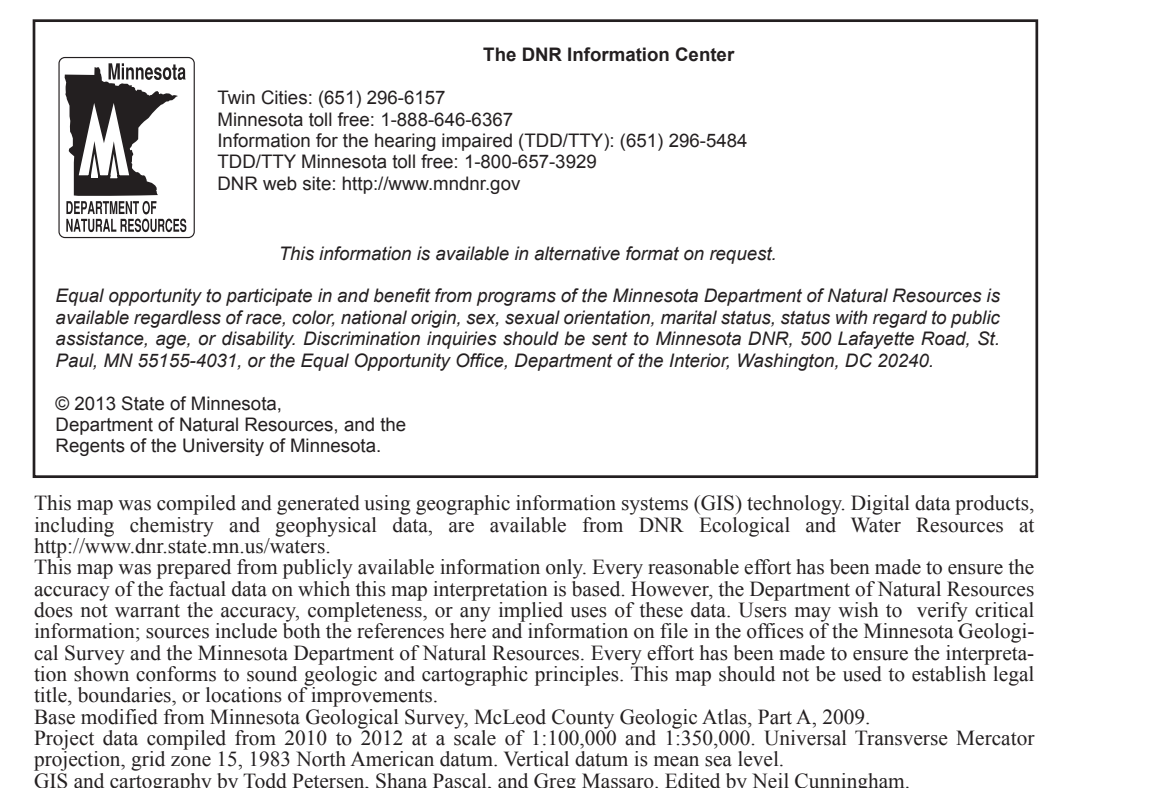 The DNR Information Center
Minnesota
DEPARTMENT OF
NATURAL RESOURCES
Twin Cities: (651) 296-6157
Minnesota toll free: 1-888-646-6367
Information for the hearing impaired (TDD/TTY): (651) 296-5484
TDD/TTY Minnesota toll free: 1-800-657-3929
DNR web site: http://www.mndnr.gov
This information is available in alternative format on request.
Equal opportunity to participate in and benefit from programs of the Minnesota Department of Natural Resources is
available regardless of race, color, national origin, sex, sexual orientation, marital status, status with regard to public
assistance, age, or disability. Discrimination inquiries should be sent to Minnesota DNR, 500 Lafayette Road, St.
Paul, MN 55155-4031, or the Equal Opportunity Office, Department of the Interior, Washington, DC 20240.
© 2013 State of Minnesota,
Department of Natural Resources, and the
Regents of the University of Minnesota.
This map was compiled and generated using geographic information systems (GIS) technology. Digital data products,
including chemistry and geophysical data, are available from DNR Ecological and Water Resources at
http://www.dnr.state.mn.us/waters.
This map was prepared from publicly available information only. Every reasonable effort has been made to ensure the
accuracy of the factual data on which this map interpretation is based. However, the Department of Natural Resources
does not warrant the accuracy, completeness, or any implied uses of these data. Users may wish to verify critical
information; sources include both the references here and information on file in the offices of the Minnesota Geologi-
cal Survey and the Minnesota Department of Natural Resources. Every effort has been made to ensure the interpreta-
tion shown conforms to sound geologic and cartographic principles. This map should not be used to establish legal
title, boundaries, or locations of improvements.
Base modified from Minnesota Geological Survey, McLeod County Geologic Atlas, Part A, 2009.
Project data compiled from 2010 to 2012 at a scale of 1:100,000 and 1:350,000. Universal Transverse Mercator
projection, grid zone 15, 1983 North American datum. Vertical datum is mean sea level.
GIS and cartography by Todd Petersen, Shana Pascal, and Greg Massaro. Edited by Neil Cunningham.